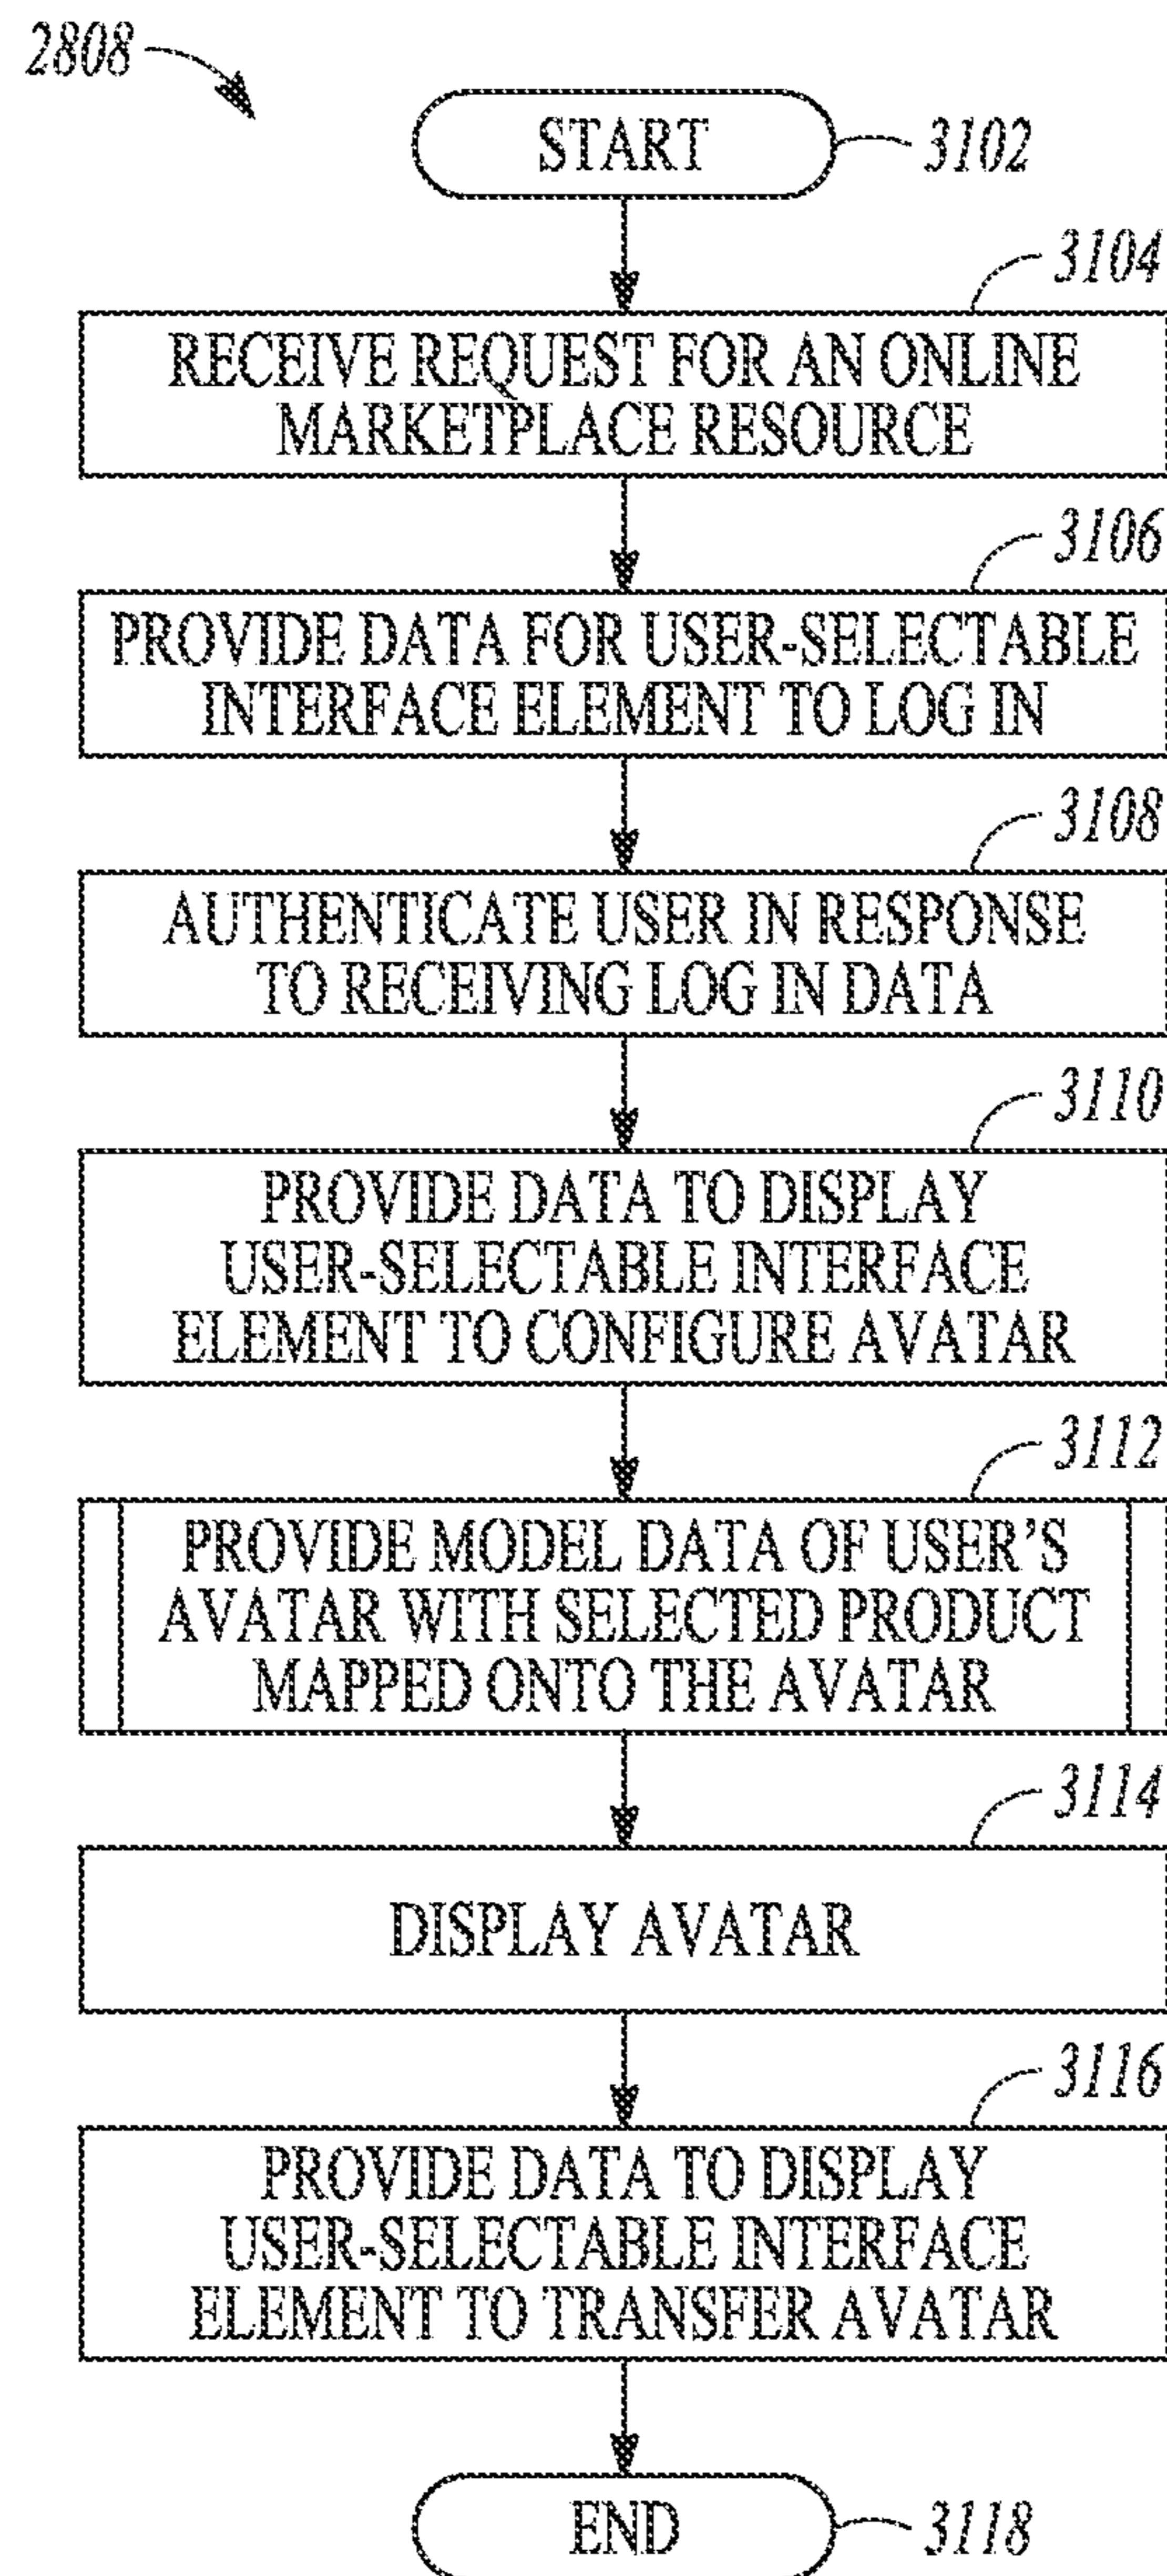 2808
START
3102
3104
RECEIVE REQUEST FOR AN ONLINE
MARKETPLACE RESOURCE
3106
PROVIDE DATA FOR USER-SELECTABLE
INTERFACE ELEMENT TO LOG IN
3108
AUTHENTICATE USER IN RESPONSE
TO RECEIVING LOG IN DATA
3110
PROVIDE DATA TO DISPLAY
USER-SELECTABLE INTERFACE
ELEMENT TO CONFIGURE AVATAR
3112
PROVIDE MODEL DATA OF USER’S
AVATAR WITH SELECTED PRODUCT
MAPPED ONTO THE AVATAR
3114
DISPLAY AVATAR
3116
PROVIDE DATA TO DISPLAY
USER-SELECTABLE INTERFACE
ELEMENT TO TRANSFER AVATAR
END
3118